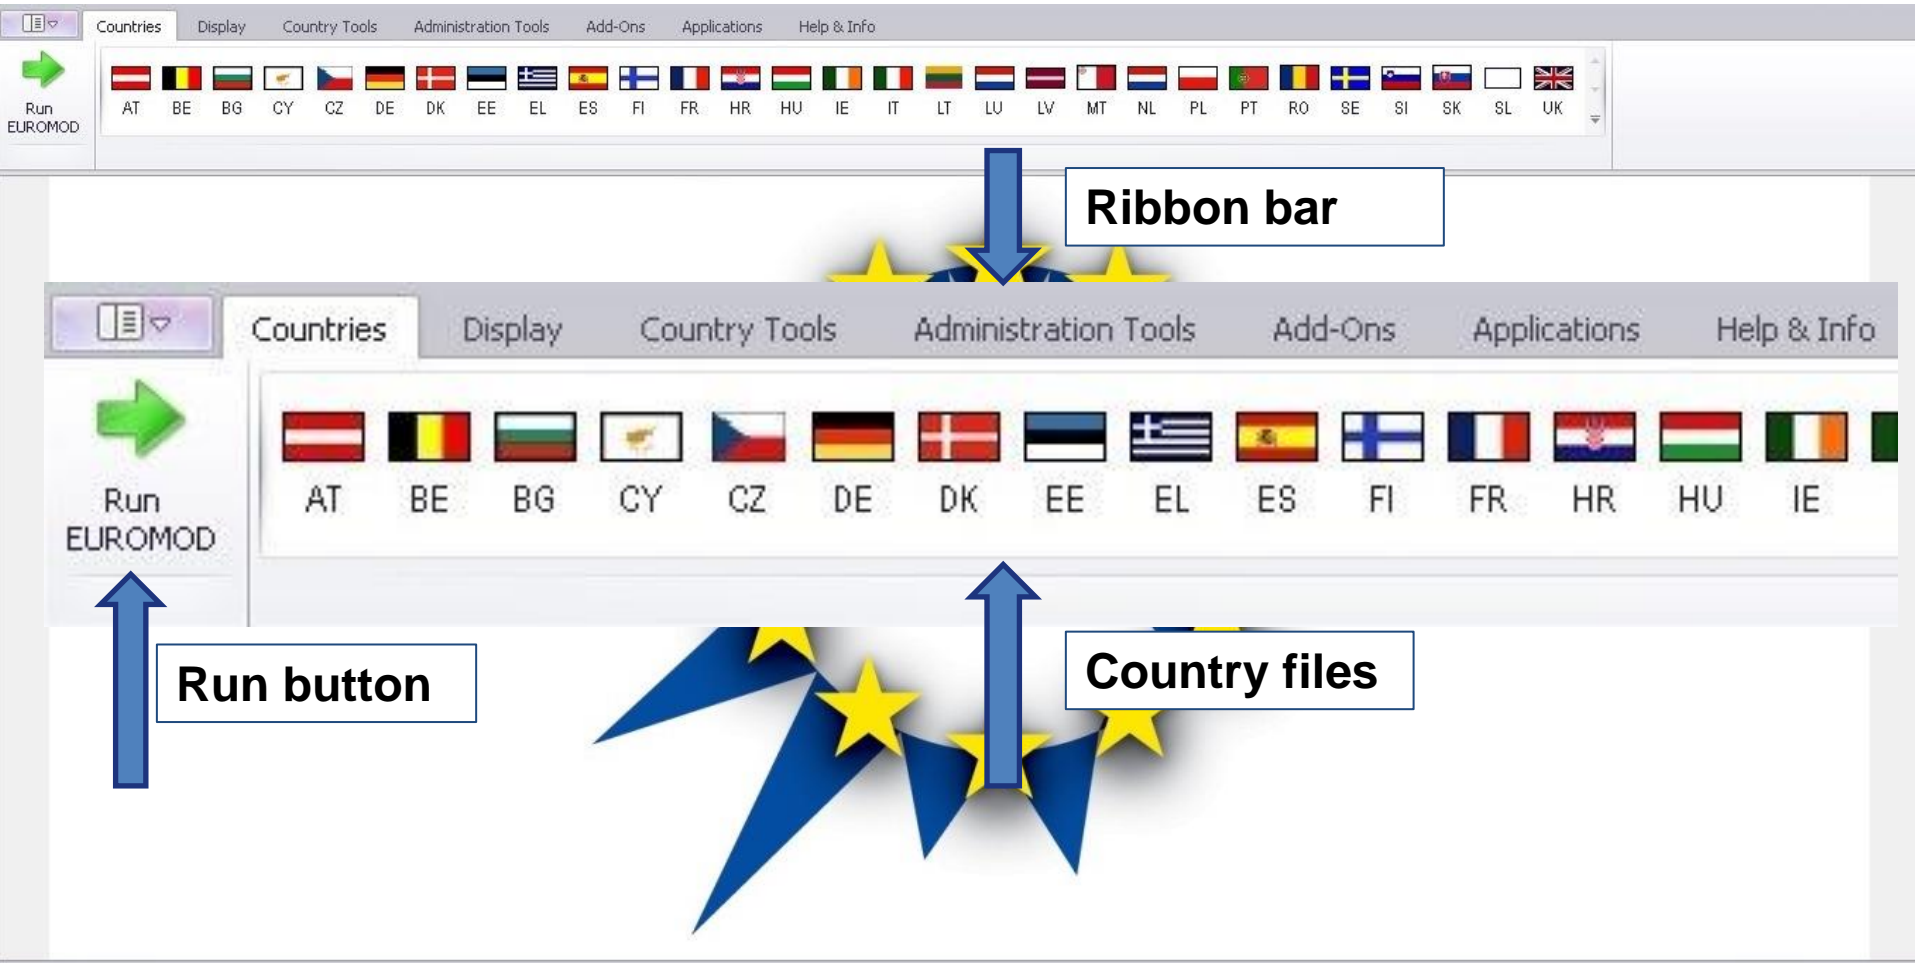 Countries Display Country Tools Administration Tools Add-Ons Applications Help & Info
Run
EUROMOD
AT BE BG CY CZ DE DK EE EL ES FI FR HR HU IE IT LT LU LV MT NL PL PT RO SE SI SK SL UK
Ribbon bar
Countries Display Country Tools Administration Tools Add-Ons Applications Help & Info
Run
EUROMOD
AT BE BG CY CZ DE DK EE EL ES FI FR HR HU IE
Run button
Country files